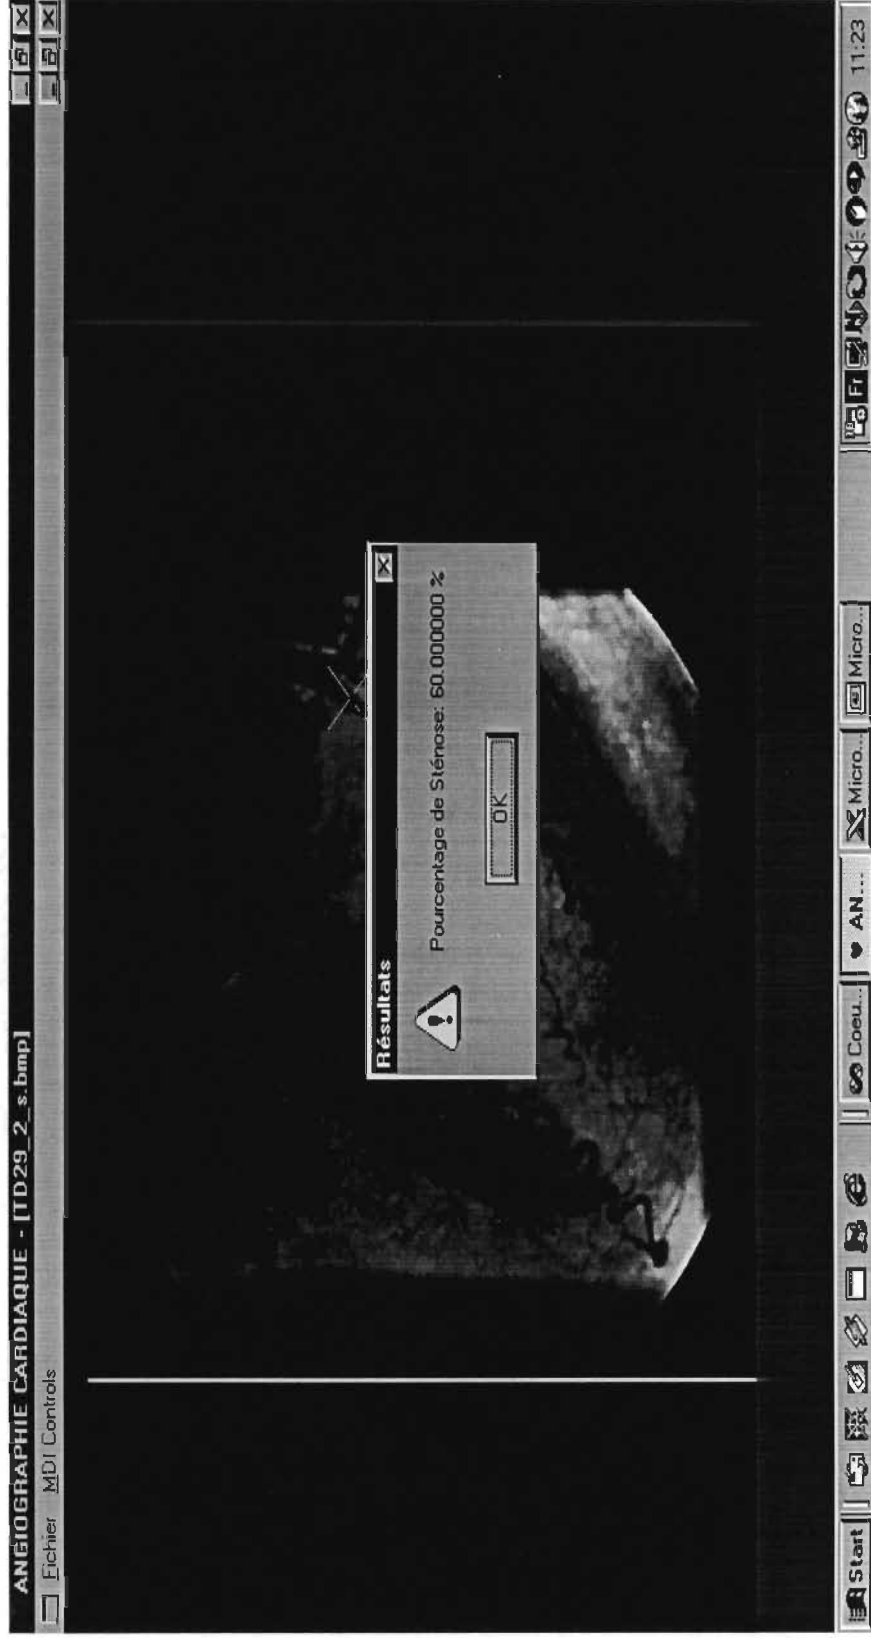 ANGIOGRAPHIE CARDIAQUE - [TD29_2_s.bmp]
Fichier MDI Controls
Résultats
Pourcentage de Sténose: 60.000000 %
OK
Start
Coeu...
AN...
Micro...
Micro...
Fr
11:23